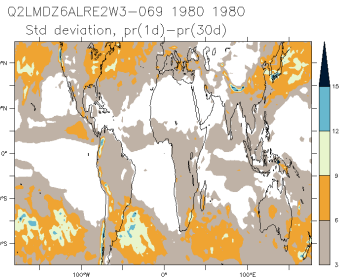 Q2LMDZ6ALRE2W3-069 1980 1980
Std deviation, pr(1d)-pr(30d)
°N
15
12
°N
9
0°
6
°S
3
°S
100°W 0° 100°E